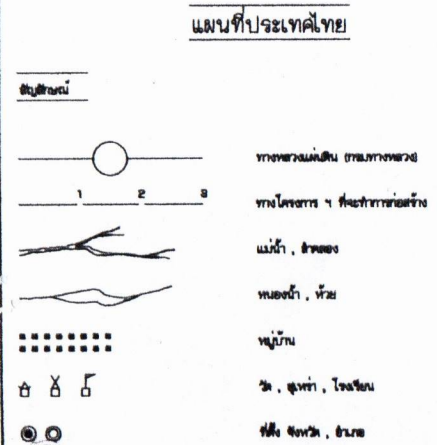 แผนที่ประเทศไทย
สัญลักษณ์
ทางหลวงแผ่นดิน (กรมทางหลวง)
1 2 3
ทางโครงการ ฯ ที่จะทำการก่อสร้าง
แม่น้ำ , ลำคลอง
หนองน้ำ , ห้วย
หมู่บ้าน
วัด , สุเหร่า , โรงเรียน
ที่ตั้ง จังหวัด , อำเภอ